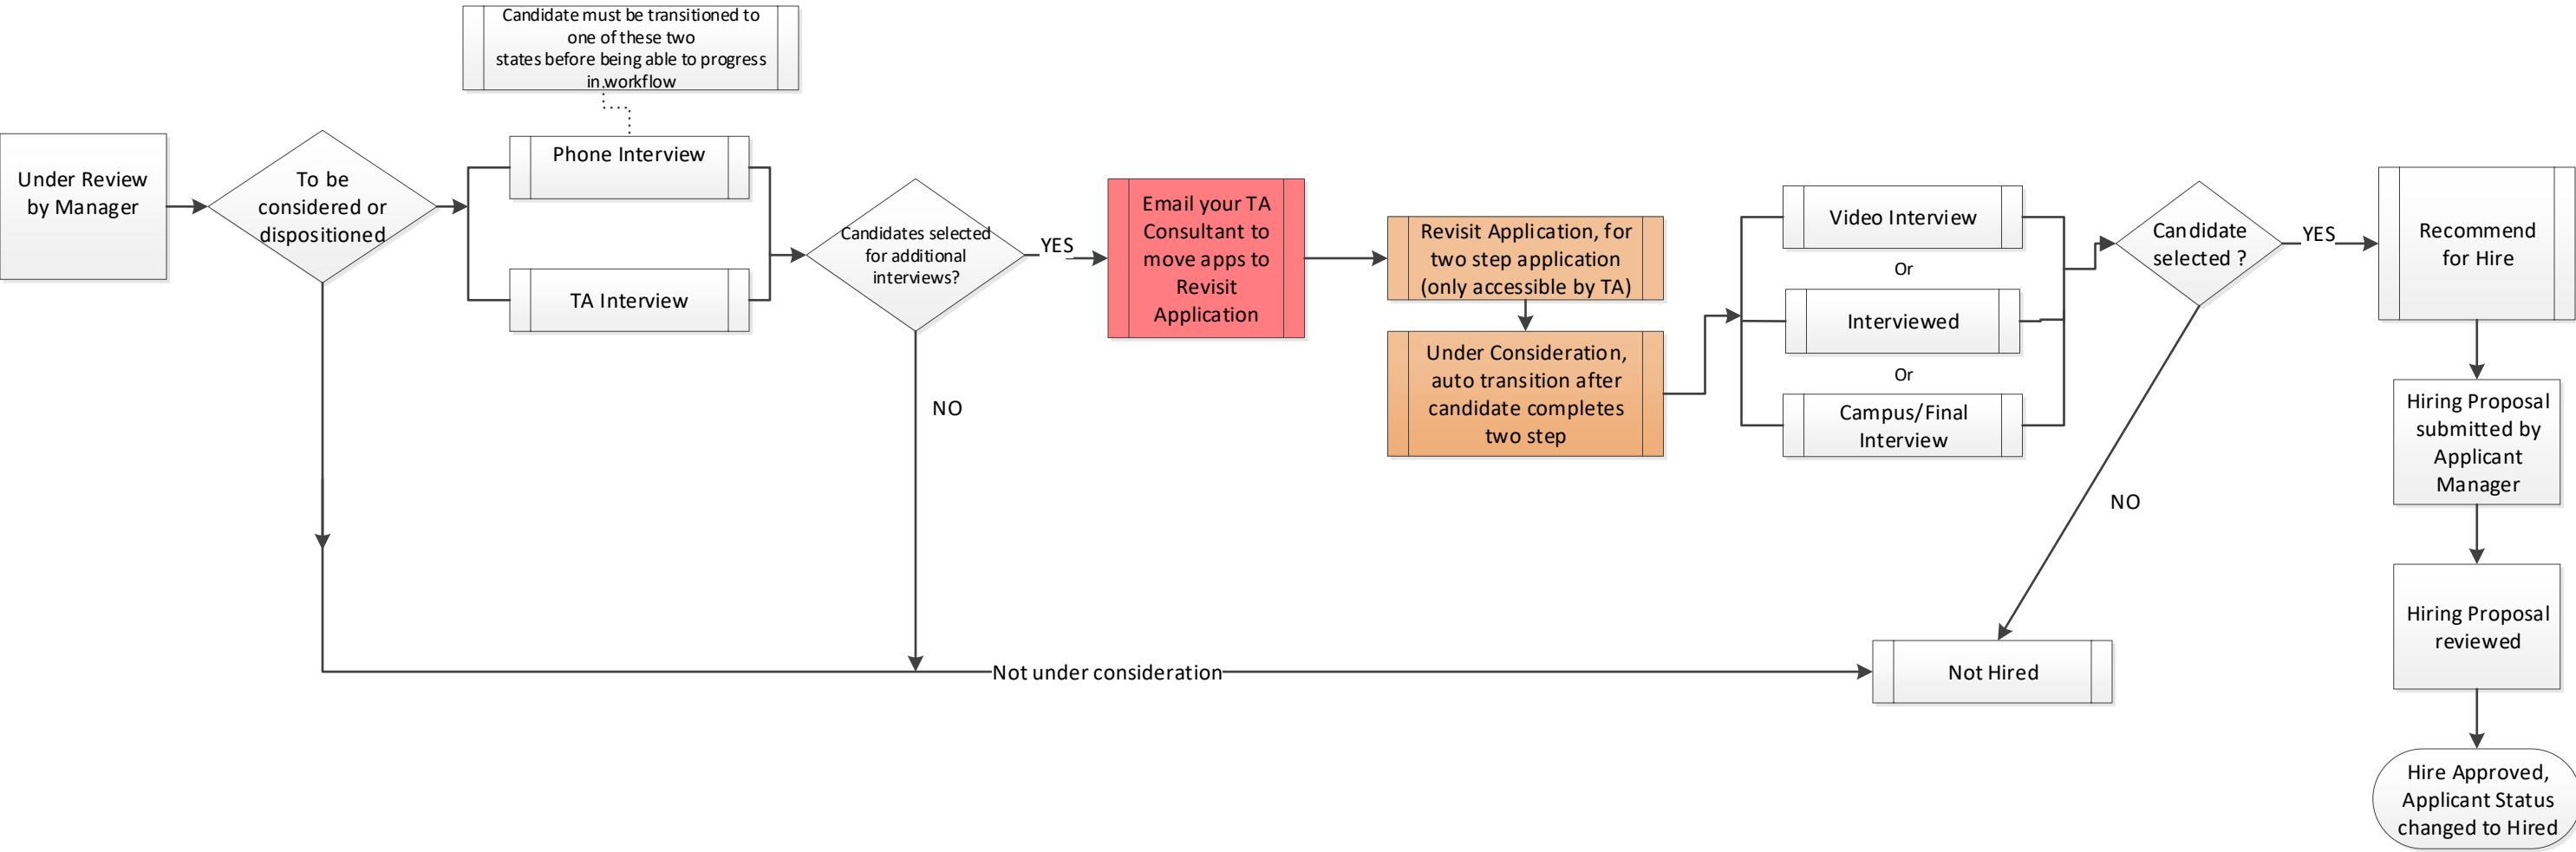 Candidate must be transitioned to
one of these two
states before being able to progress
in workflow
Under Review
by Manager
To be
considered or
dispositioned
Phone Interview
TA Interview
Candidates selected
for additional
interviews?
YES
NO
Email your TA
Consultant to
move apps to
Revisit
Application
Revisit Application, for
two step application
(only accessible by TA)
Under Consideration,
auto transition after
candidate completes
two step
Video Interview
Or
Interviewed
Or
Campus/Final
Interview
Candidate
selected ?
YES
NO
Recommend
for Hire
Hiring Proposal
submitted by
Applicant
Manager
Hiring Proposal
reviewed
Hire Approved,
Applicant Status
changed to Hired
Not under consideration
Not Hired